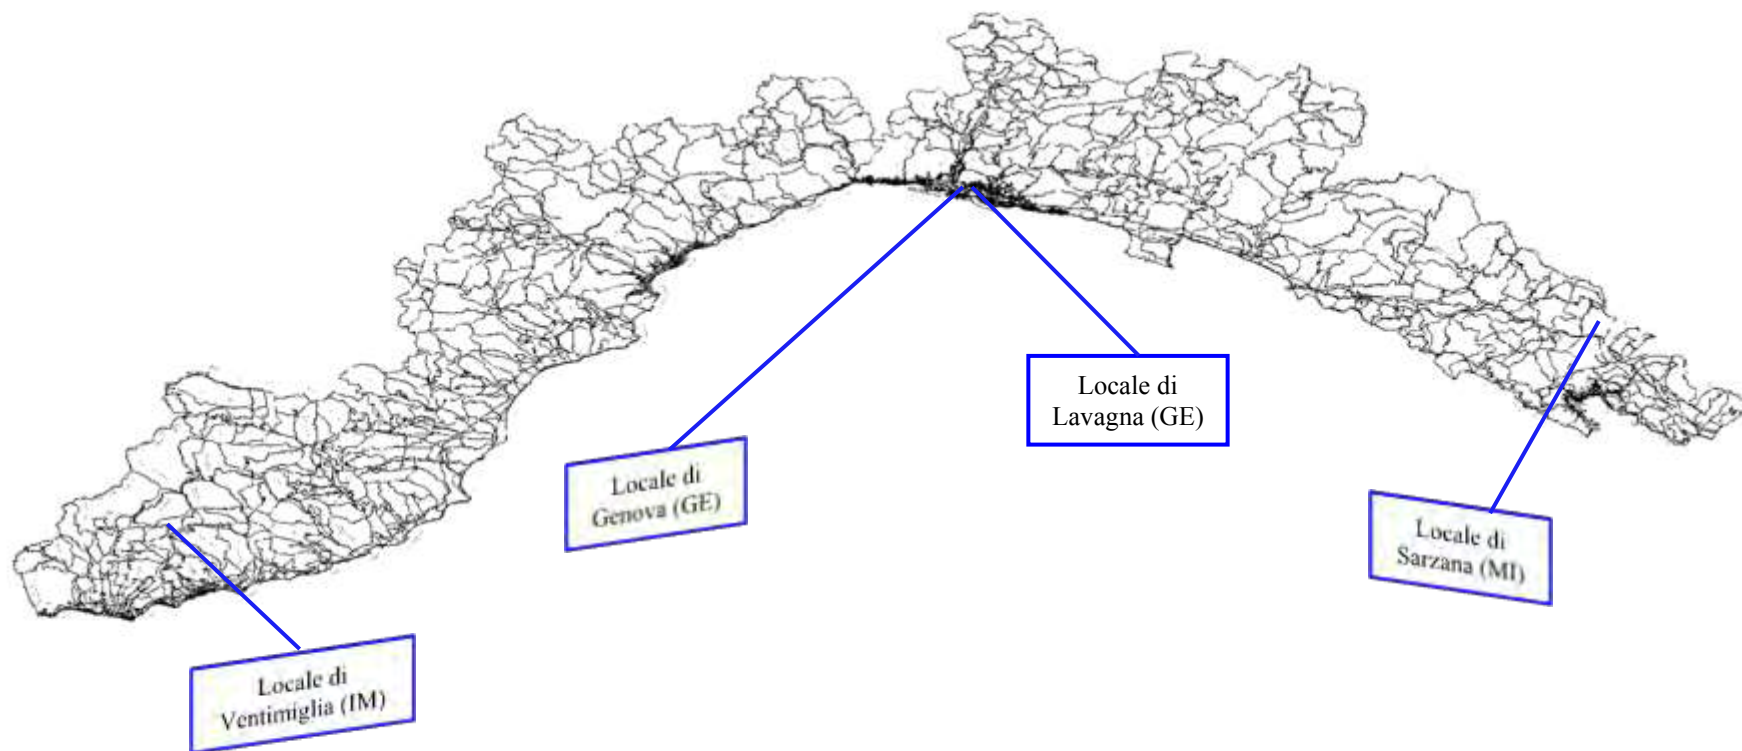 Locale di
Ventimiglia (IM)
Locale di
Genova (GE)
Locale di
Lavagna (GE)
Locale di
Sarzana (MI)